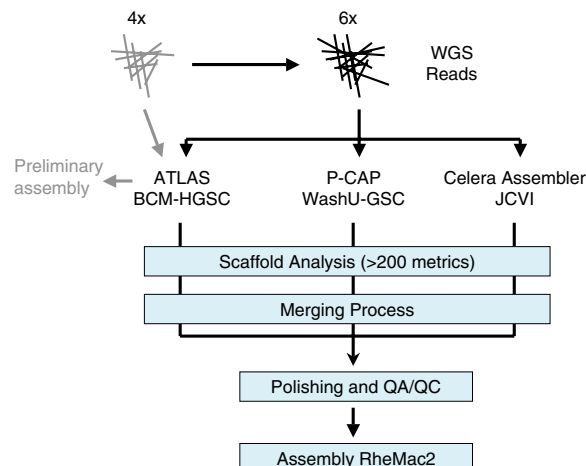 4x
6x
WGS
Reads
Preliminary
assembly
ATLAS
BCM-HGSC
P-CAP
WashU-GSC
Celera Assembler
JCVI
Scaffold Analysis (>200 metrics)
Merging Process
Polishing and QA/QC
Assembly RheMac2